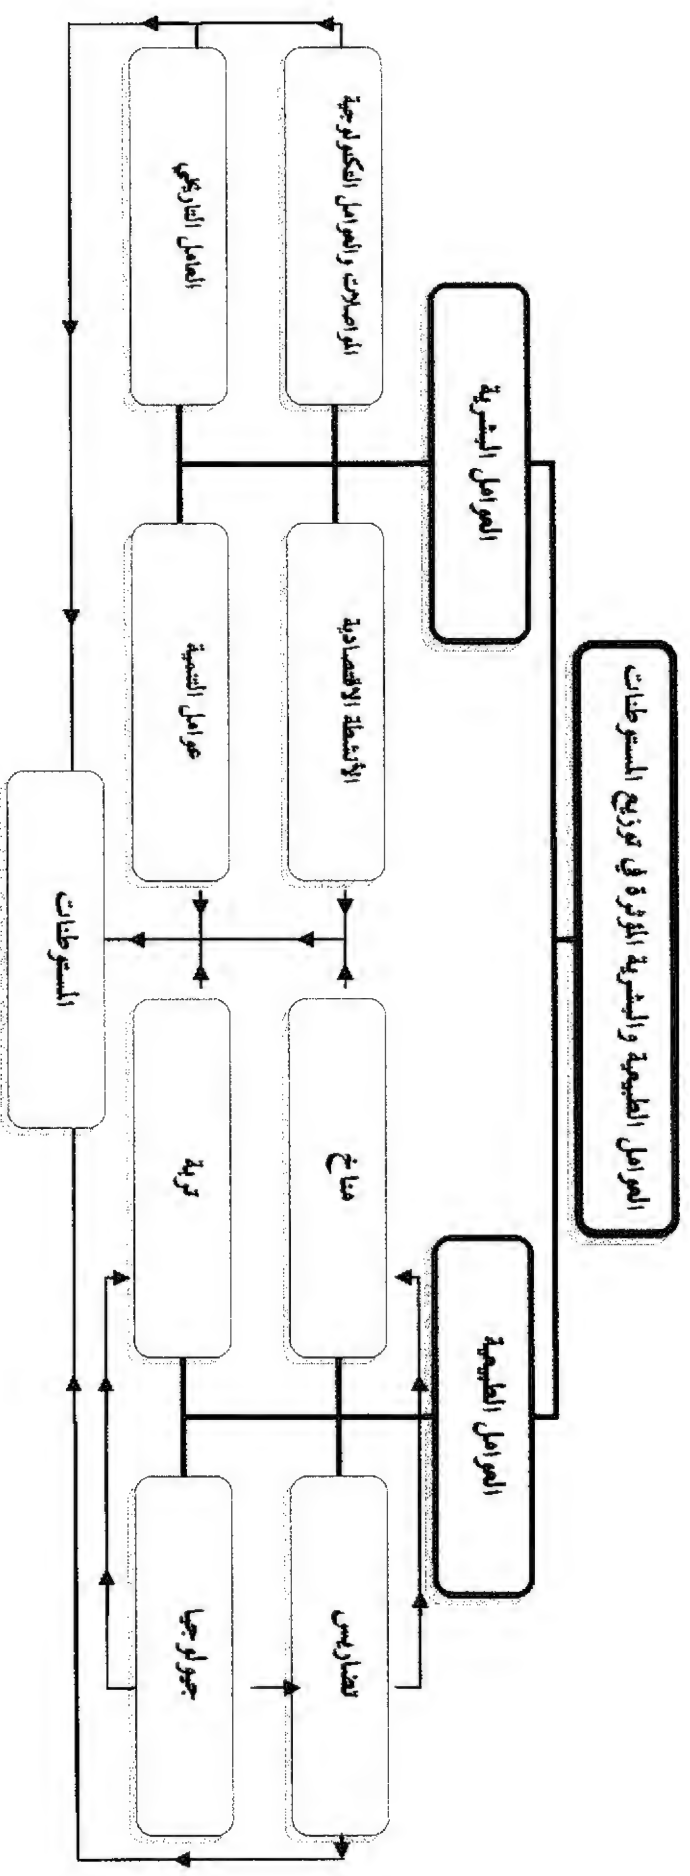 العوامل الطبيعية والبشرية المؤثرة في توزيع المستوطنات
العوامل الطبيعية
العوامل البشرية
تضاريس
مناخ
الأنشطة الاقتصادية
المواصلات والعوامل التكنولوجية
جيولوجيا
تربة
عوامل التنمية
العامل التاريخي
المستوطنات